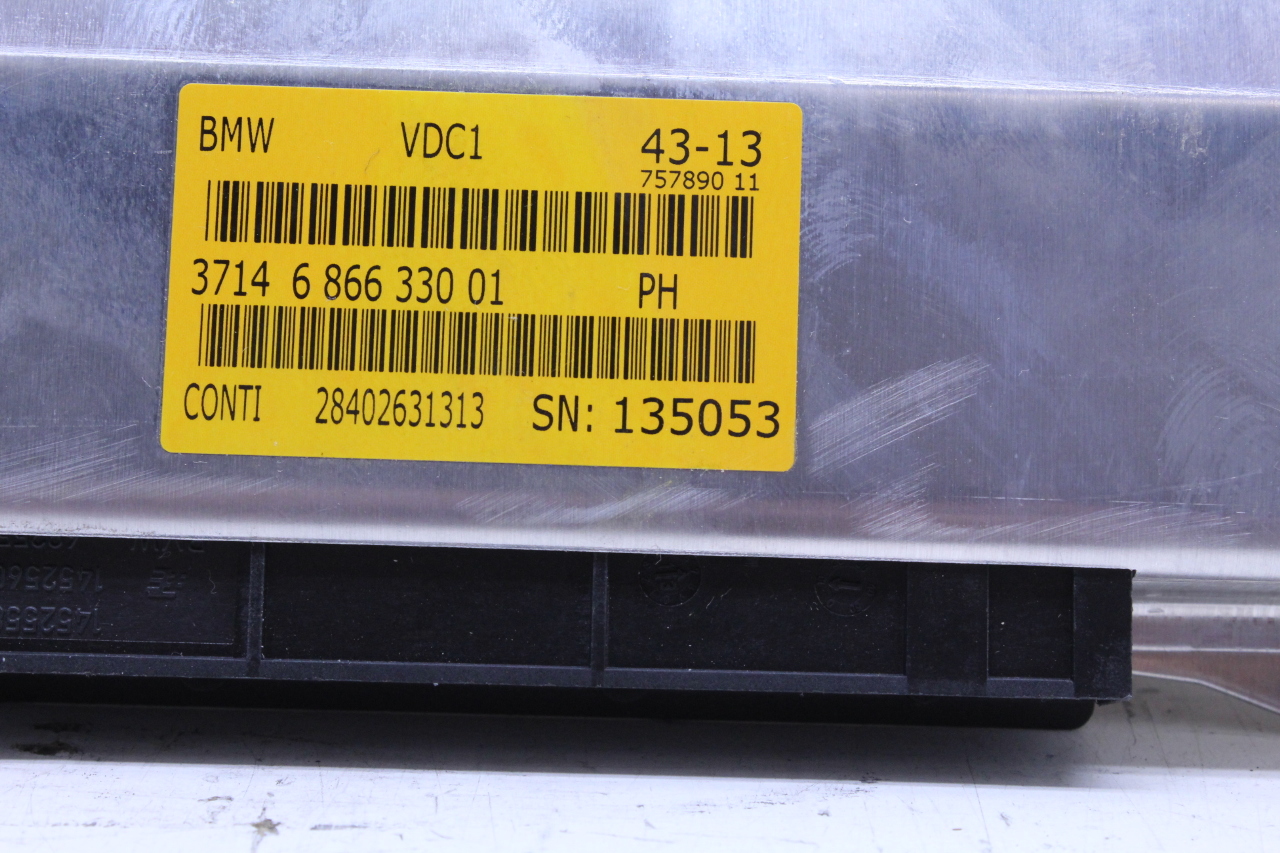 BMW VDC1 43-13
757890 11
3714 6 866 330 01 PH
CONTI 28402631313 SN: 135053